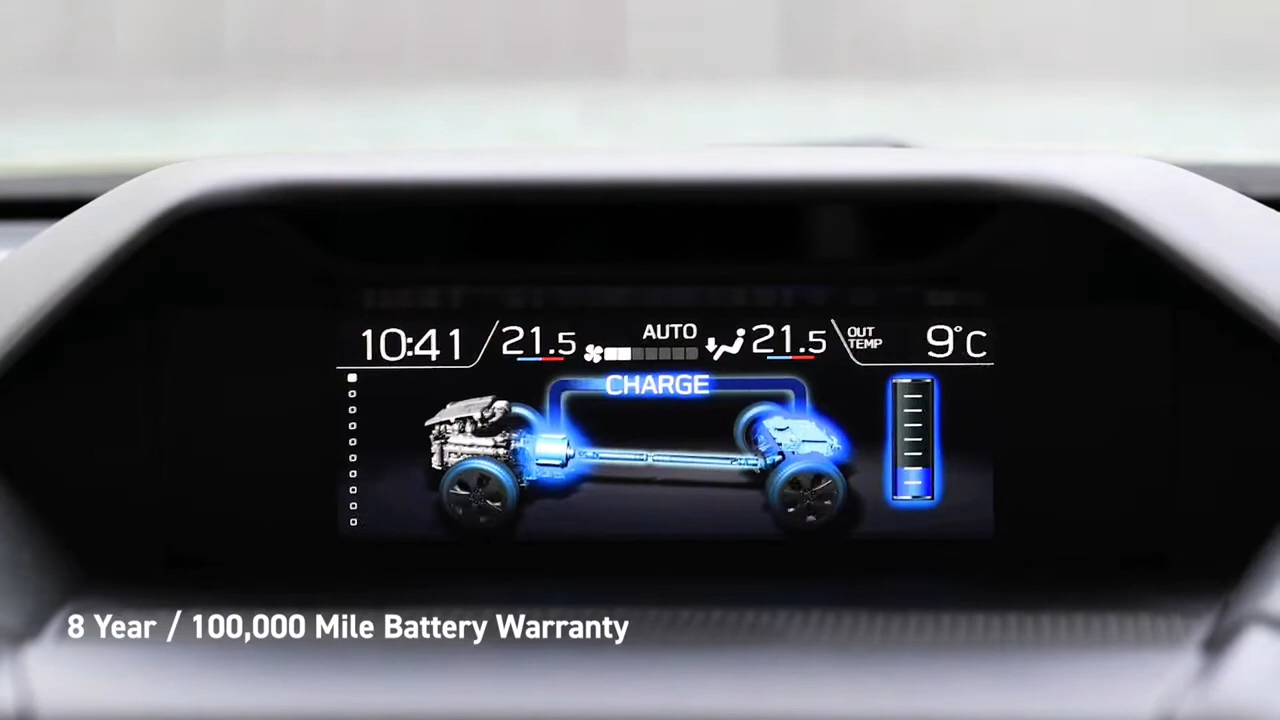 10:41
21.5
AUTO
21.5
OUT
TEMP
9°C
CHARGE
8 Year / 100,000 Mile Battery Warranty